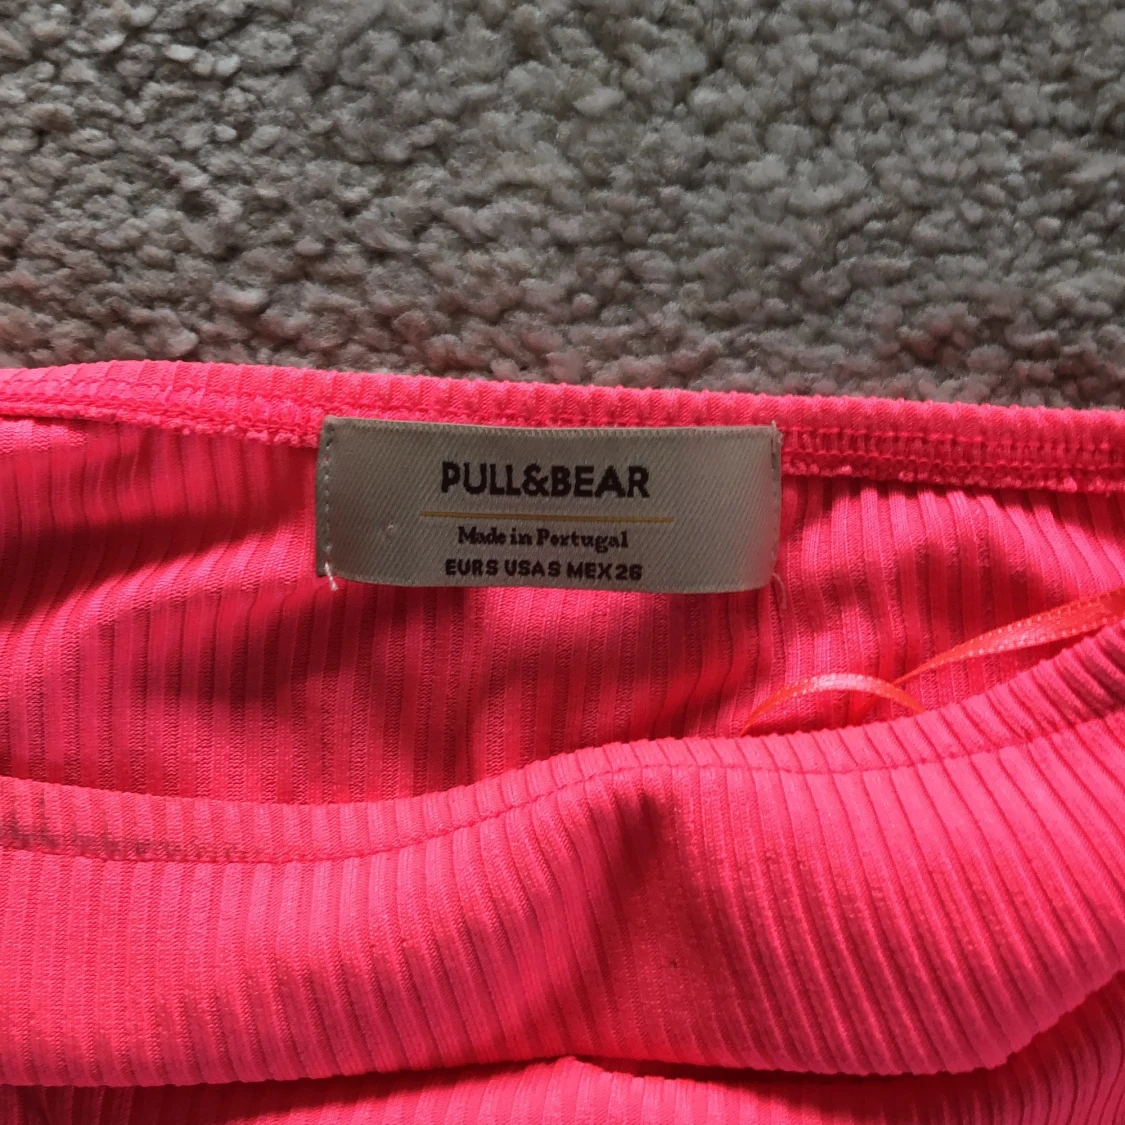 PULL&BEAR
Made in Portugal
EUR S USA S MEX 26